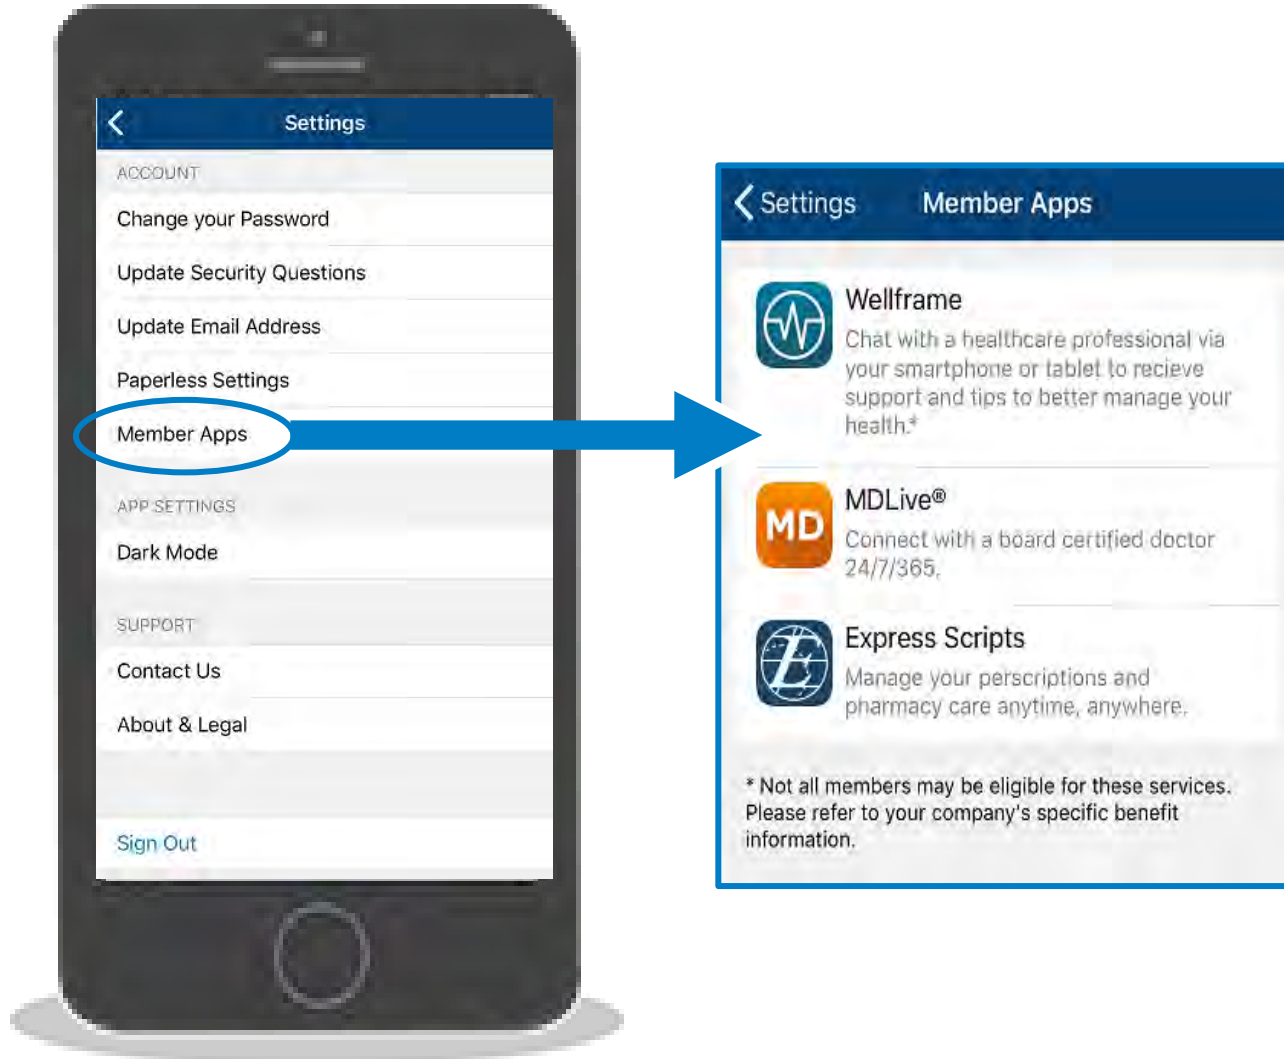 Settings
ACCOUNT
Change your Password
Update Security Questions
Update Email Address
Paperless Settings
Member Apps
APP SETTINGS
Dark Mode
SUPPORT
Contact Us
About & Legal
Sign Out
Settings Member Apps
Wellframe
Chat with a healthcare professional via
your smartphone or tablet to recieve
support and tips to better manage your
health.*
MD
MDLive®
Connect with a board certified doctor
24/7/365.
E
Express Scripts
Manage your perscriptions and
pharmacy care anytime, anywhere.
* Not all members may be eligible for these services.
Please refer to your company's specific benefit
information.